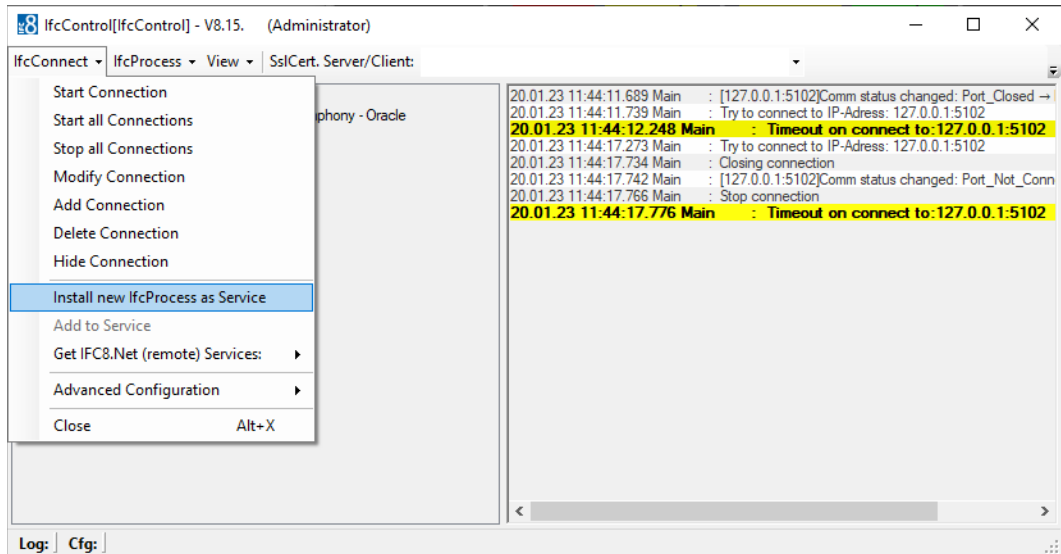 IfcControl[IfcControl] - V8.15. (Administrator)
IfcConnect IfcProcess View SslCert. Server/Client:
Start Connection
Start all Connections
Stop all Connections
Modify Connection
Add Connection
Delete Connection
Hide Connection
Install new IfcProcess as Service
Add to Service
Get IFC8.Net (remote) Services:
Advanced Configuration
Close Alt+X
phony - Oracle
20.01.23 11:44:11.689 Main : [127.0.0.1:5102]Comm status changed: Port_Closed →
20.01.23 11:44:11.739 Main : Try to connect to IP-Adress: 127.0.0.1:5102
20.01.23 11:44:12.248 Main : Timeout on connect to:127.0.0.1:5102
20.01.23 11:44:17.273 Main : Try to connect to IP-Adress: 127.0.0.1:5102
20.01.23 11:44:17.734 Main : Closing connection
20.01.23 11:44:17.742 Main : [127.0.0.1:5102]Comm status changed: Port_Not_Conn
20.01.23 11:44:17.766 Main : Stop connection
20.01.23 11:44:17.776 Main : Timeout on connect to:127.0.0.1:5102
Log: Cfg: